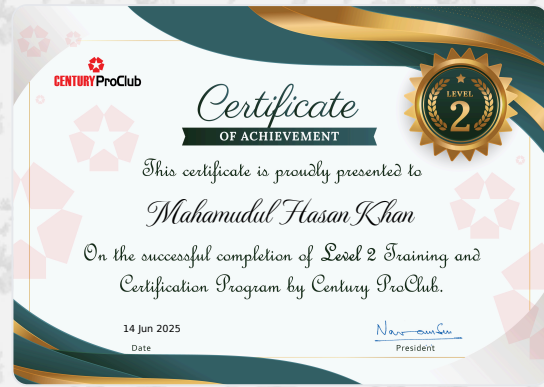 CENTURY ProClub
Certificate
OF ACHIEVEMENT
LEVEL
2
This certificate is proudly presented to
Mahamudul Hasan Khan
On the successful completion of Level 2 Training and
Certification Program by Century ProClub.
14 Jun 2025
Date
President